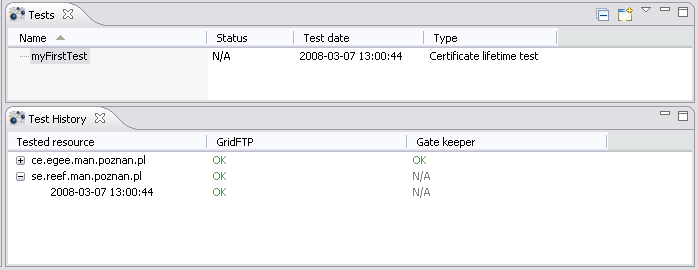 Tests
Name Status Test date Type
myFirstTest N/A 2008-03-07 13:00:44 Certificate lifetime test
Test History
Tested resource GridFTP Gate keeper
ce.egee.man.poznan.pl OK OK
se.reef.man.poznan.pl OK N/A
2008-03-07 13:00:44 OK N/A